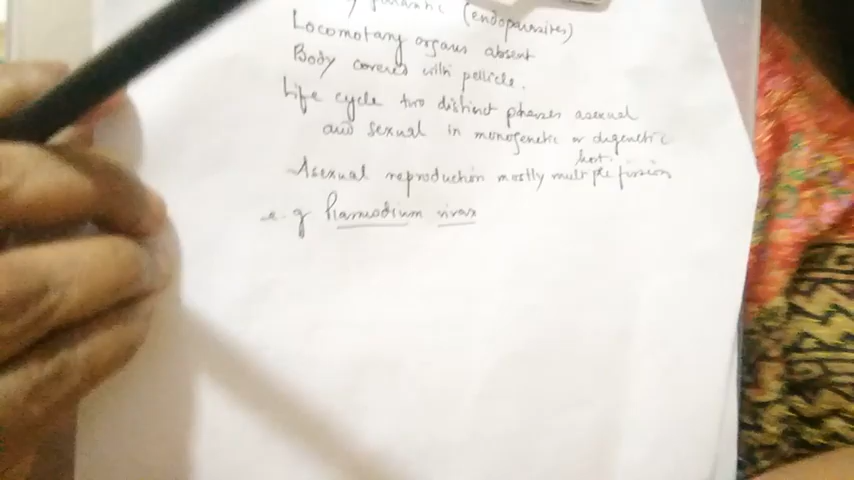 (endoparasites)
Locomotary organs absent
Body covered with pellicle.
Life cycle two distinct phases asexual
and sexual in monogenetic or digenetic
host.
Asexual reproduction mostly multiple fission
e.g Plasmodium vivax